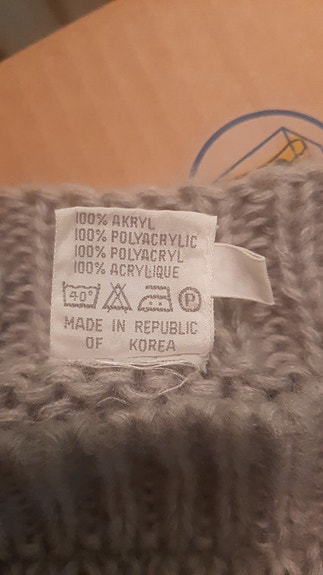 100% AKRYL
100% POLYACRYLIC
100% POLYACRYL
100% ACRYLIQUE
40° P
MADE IN REPUBLIC
OF KOREA